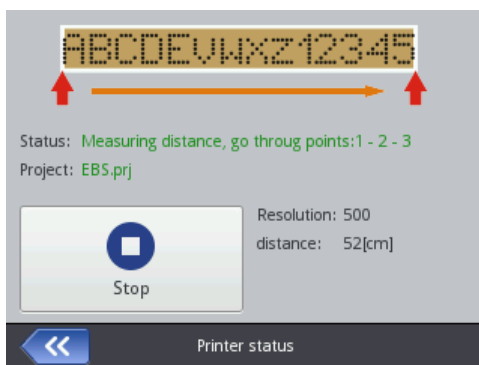 ABCDEVWXZ12345
Status: Measuring distance, go throug points:1 - 2 - 3
Project: EBS.prj
Resolution: 500
distance: 52[cm]
Stop
Printer status